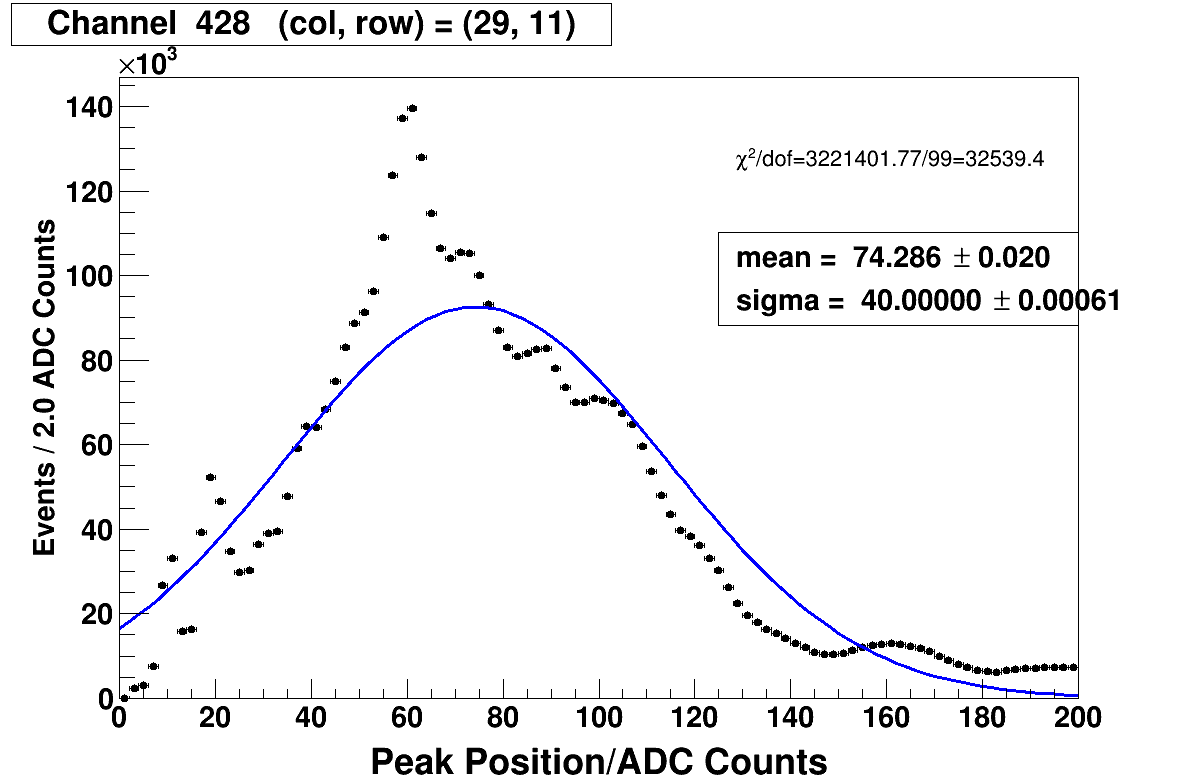 Channel 428 (col, row) = (29, 11)
×10³
140
120
100
80
60
40
20
0
Events / 2.0 ADC Counts
χ²/dof=3221401.77/99=32539.4
mean = 74.286 ± 0.020
sigma = 40.00000 ± 0.00061
0 20 40 60 80 100 120 140 160 180 200
Peak Position/ADC Counts